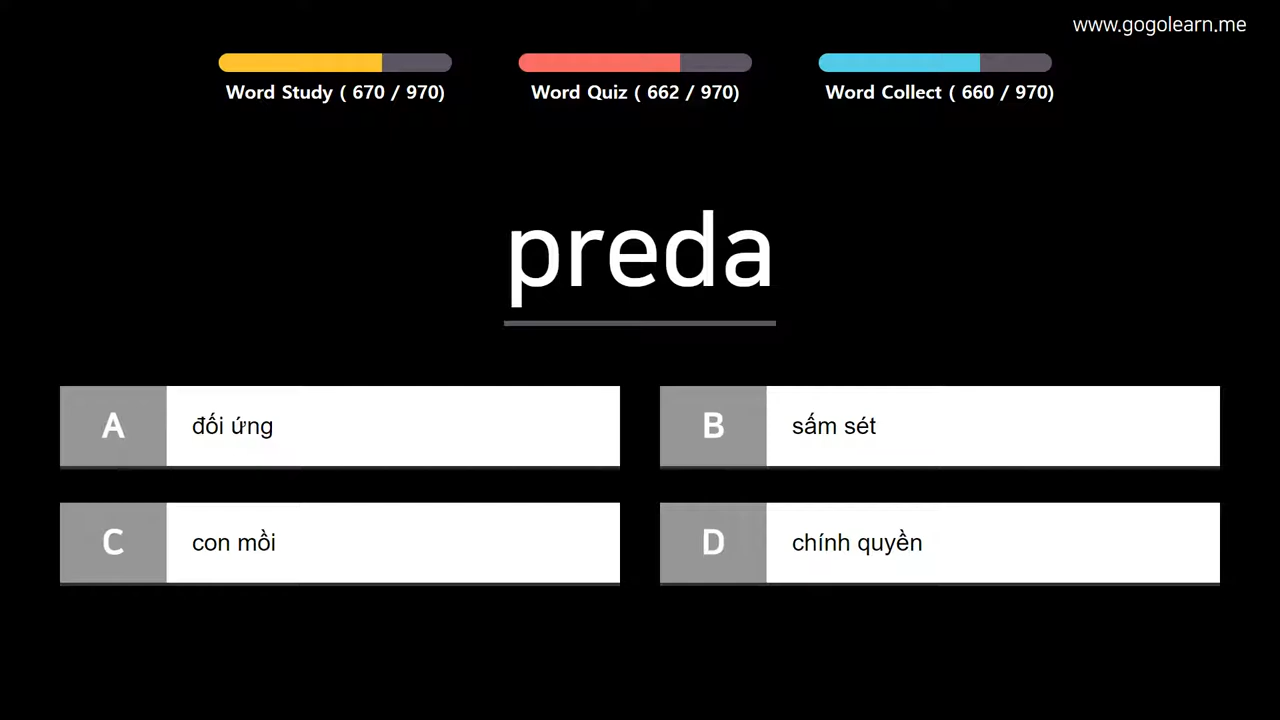 www.gogolearn.me
Word Study ( 670 / 970)
Word Quiz ( 662 / 970)
Word Collect ( 660 / 970)
preda
A đối ứng
B sấm sét
C con mồi
D chính quyền